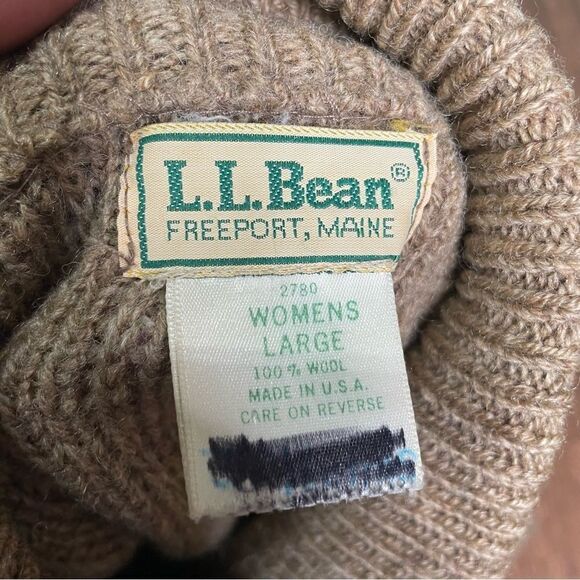 L.L.Bean®
FREEPORT, MAINE
2780
WOMENS
LARGE
100% WOOL
MADE IN U.S.A.
CARE ON REVERSE